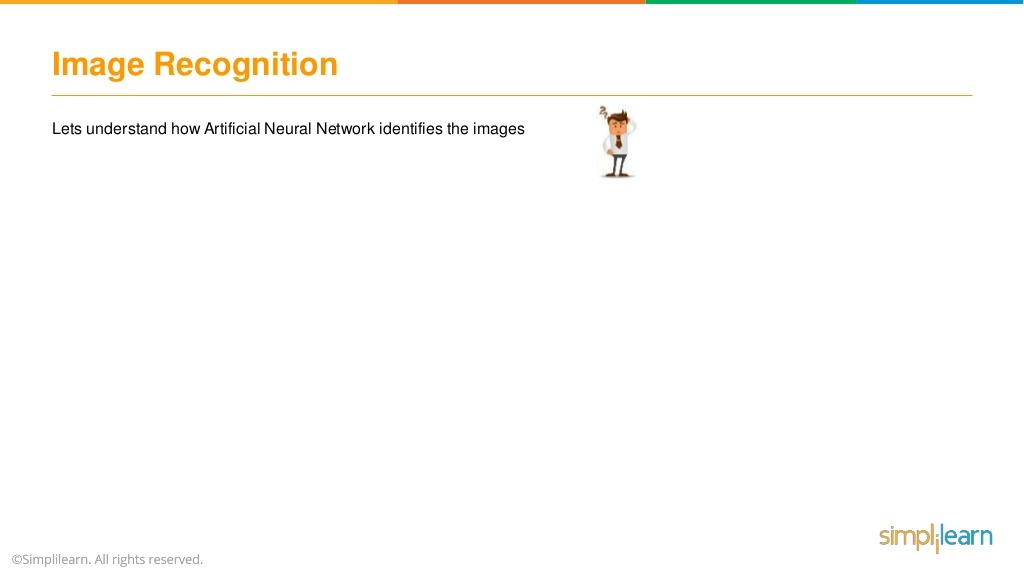 Image Recognition
Lets understand how Artificial Neural Network identifies the images
??
simplilearn
©Simplilearn. All rights reserved.